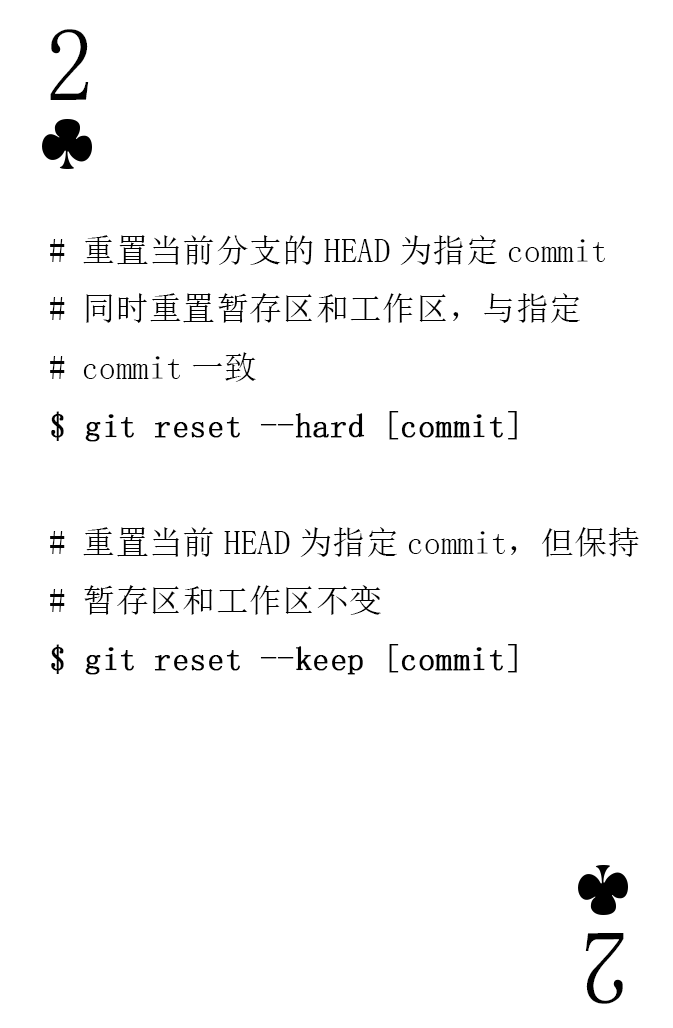 2
# 重置当前分支的 HEAD 为指定 commit
# 同时重置暂存区和工作区，与指定
# commit 一致
$ git reset --hard [commit]
# 重置当前 HEAD 为指定 commit，但保持
# 暂存区和工作区不变
$ git reset --keep [commit]
2